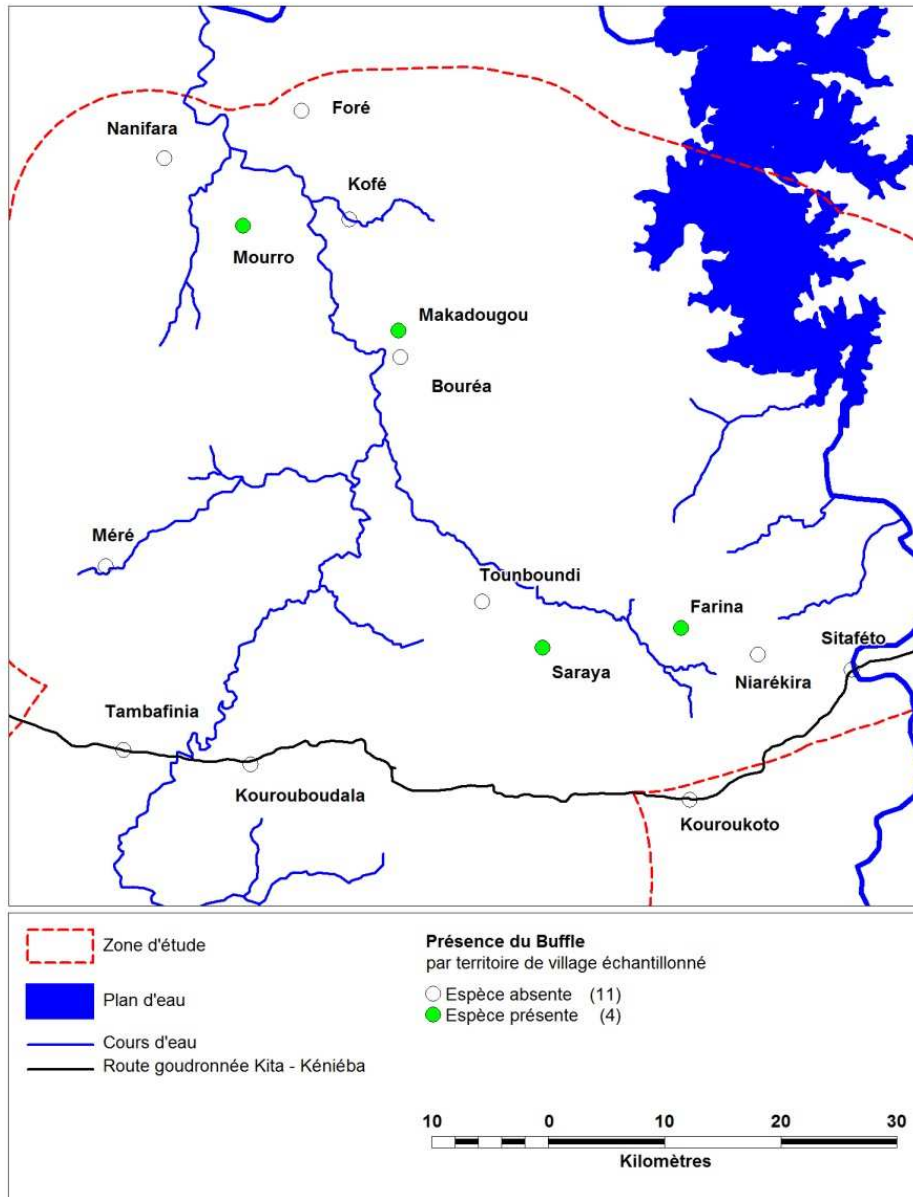 Foré
Nanifara
Kofé
Mourro
Makadougou
Bouréa
Méré
Tounboundi
Farina
Sitaféto
Saraya
Niarékira
Tambafinia
Kourouboudala
Kouroukoto
Zone d'étude
Plan d'eau
Cours d'eau
Route goudronnée Kita - Kéniéba
Présence du Buffle
par territoire de village échantillonné
Espèce absente (11)
Espèce présente (4)
10 0 10 20 30
Kilomètres